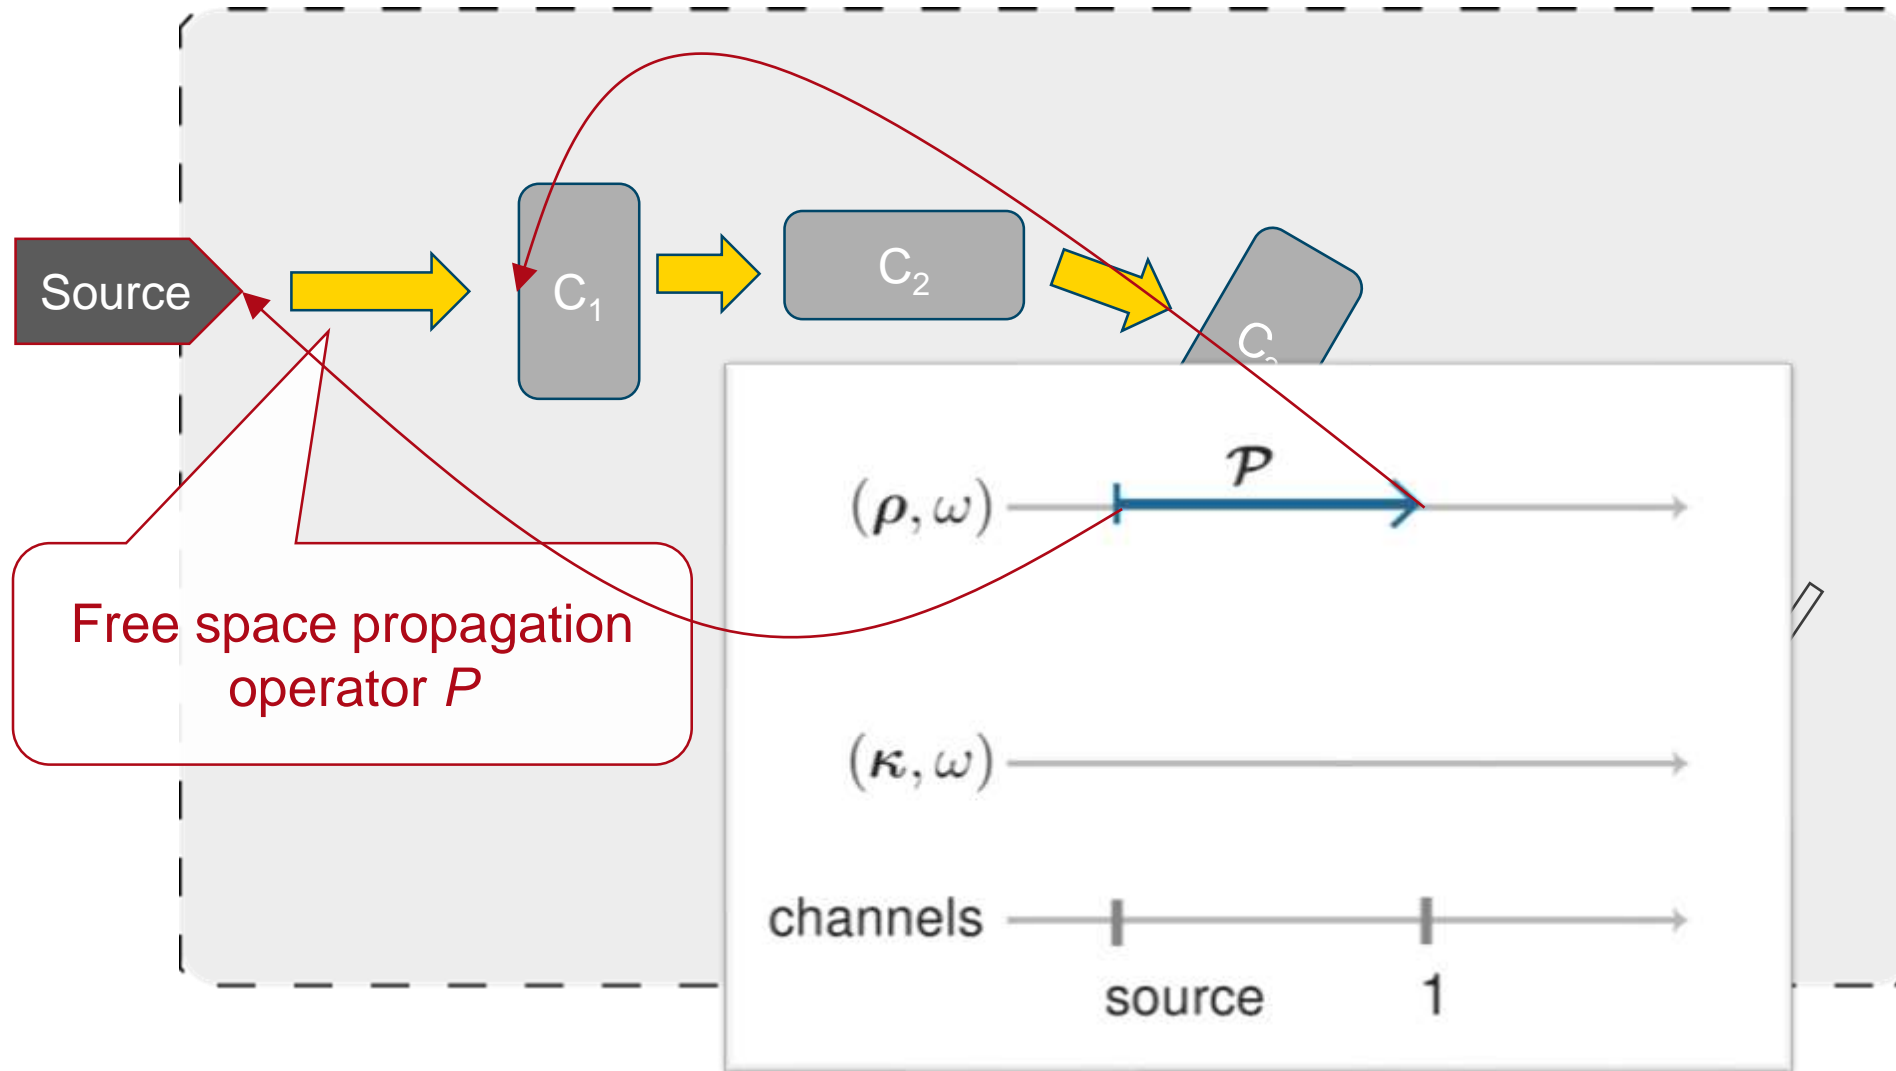 Source
C₁
C₂
Free space propagation
operator P
𝒫
(ρ, ω)
(κ, ω)
channels
source
1